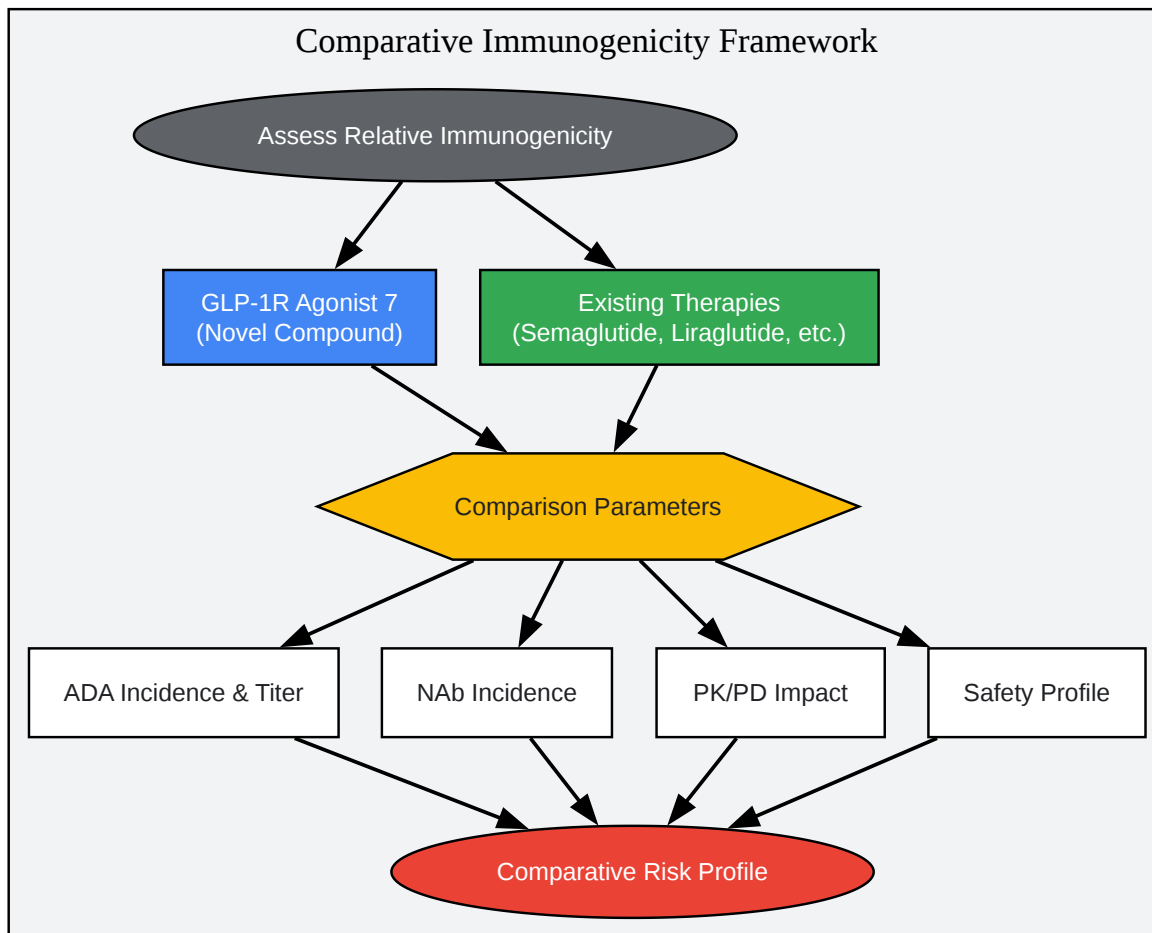 Comparative Immunogenicity Framework
Assess Relative Immunogenicity
GLP-1R Agonist 7
(Novel Compound)
Existing Therapies
(Semaglutide, Liraglutide, etc.)
Comparison Parameters
ADA Incidence & Titer
NAb Incidence
PK/PD Impact
Safety Profile
Comparative Risk Profile